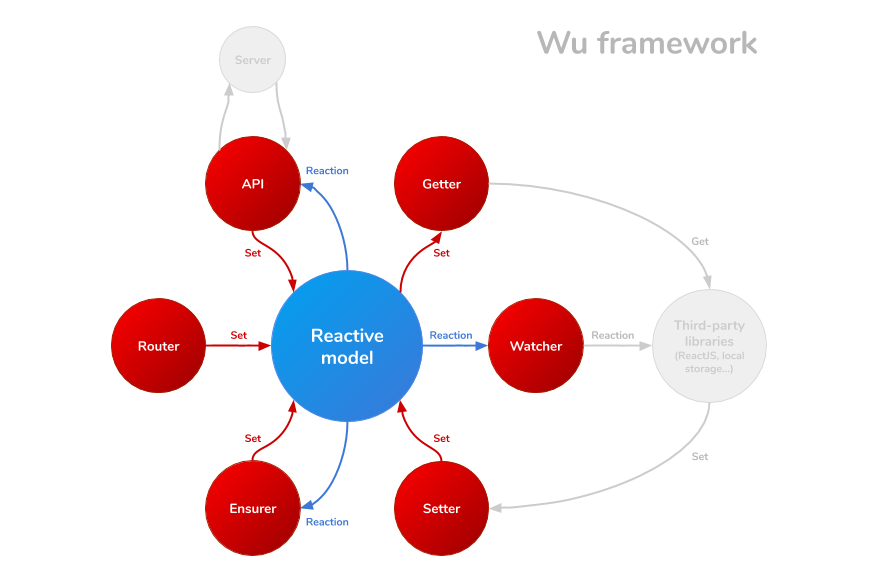 Wu framework
Server
API
Reaction
Getter
Set
Set
Get
Router
Set
Reactive
model
Reaction
Watcher
Reaction
Third-party
libraries
(ReactJS, local
storage...)
Set
Set
Set
Ensurer
Reaction
Setter